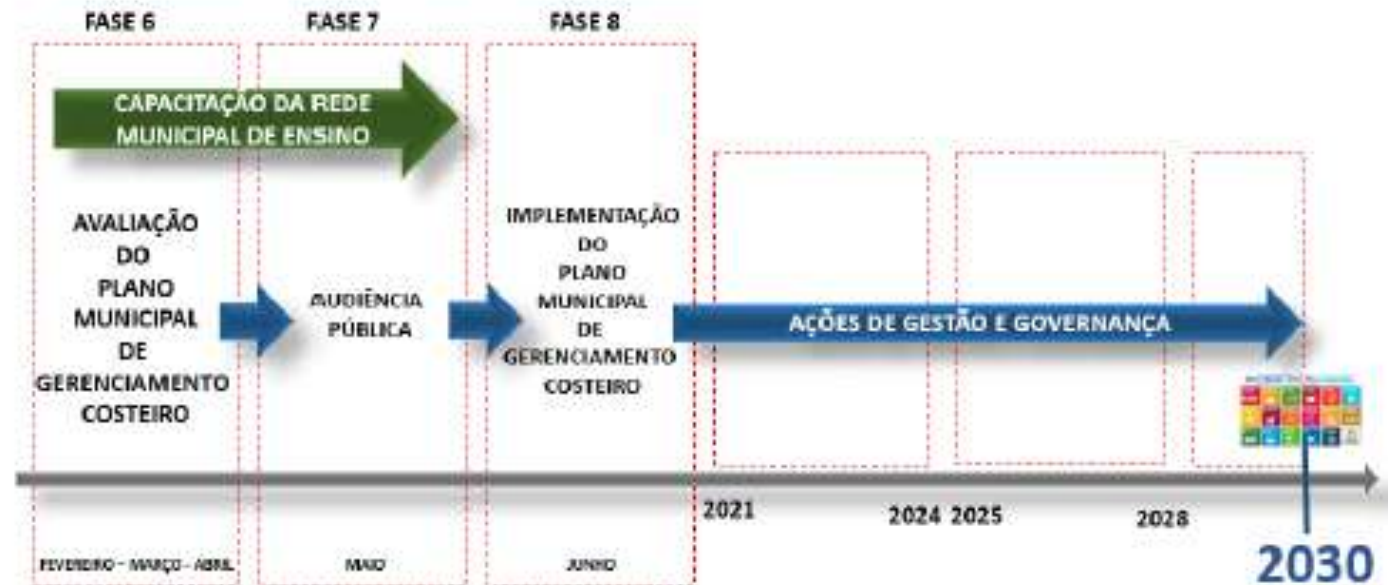 FASE 6
FASE 7
FASE 8
CAPACITAÇÃO DA REDE
MUNICIPAL DE ENSINO
AVALIAÇÃO
DO
PLANO
MUNICIPAL
DE
GERENCIAMENTO
COSTEIRO
AUDIÊNCIA
PÚBLICA
IMPLEMENTAÇÃO
DO
PLANO
MUNICIPAL
DE
GERENCIAMENTO
COSTEIRO
AÇÕES DE GESTÃO E GOVERNANÇA
2021
2024 2025
2028
2030
FEVEREIRO - MARÇO - ABRIL
MAIO
JUNHO